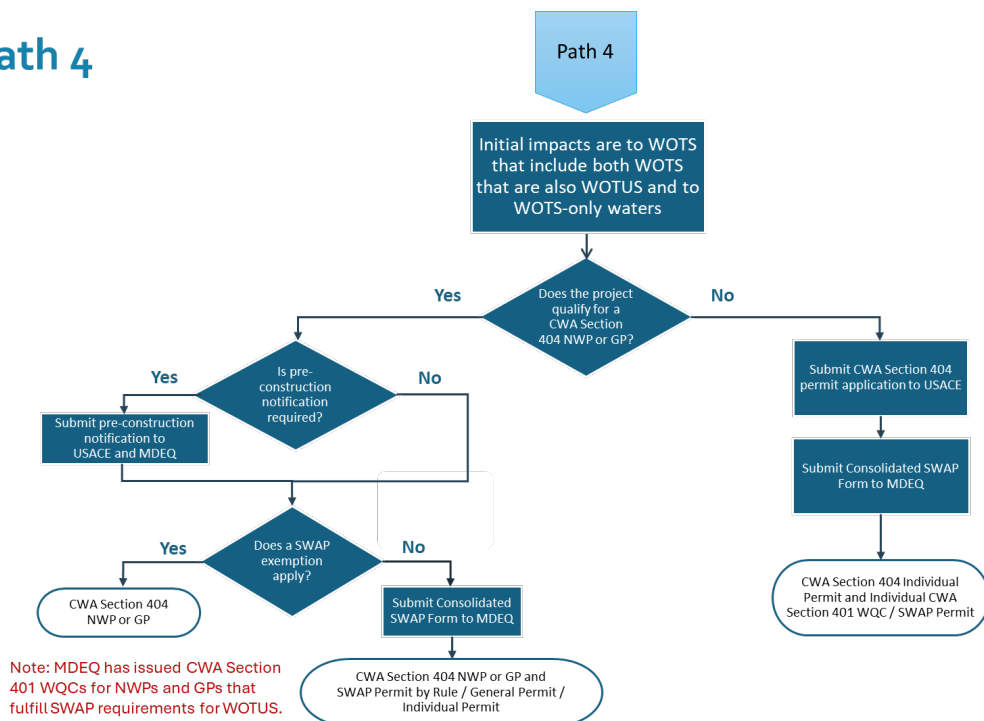 ath 4
Path 4
Initial impacts are to WOTS
that include both WOTS
that are also WOTUS and to
WOTS-only waters
Does the project
qualify for a
CWA Section
404 NWP or GP?
Yes
No
Is pre-
construction
notification
required?
Yes
No
Submit pre-construction
notification to
USACE and MDEQ
Submit CWA Section 404
permit application to USACE
Submit Consolidated SWAP
Form to MDEQ
Does a SWAP
exemption
apply?
Yes
No
CWA Section 404
NWP or GP
Submit Consolidated
SWAP Form to MDEQ
CWA Section 404 Individual
Permit and Individual CWA
Section 401 WQC / SWAP Permit
Note: MDEQ has issued CWA Section
401 WQCs for NWPs and GPs that
fulfill SWAP requirements for WOTUS.
CWA Section 404 NWP or GP and
SWAP Permit by Rule / General Permit /
Individual Permit